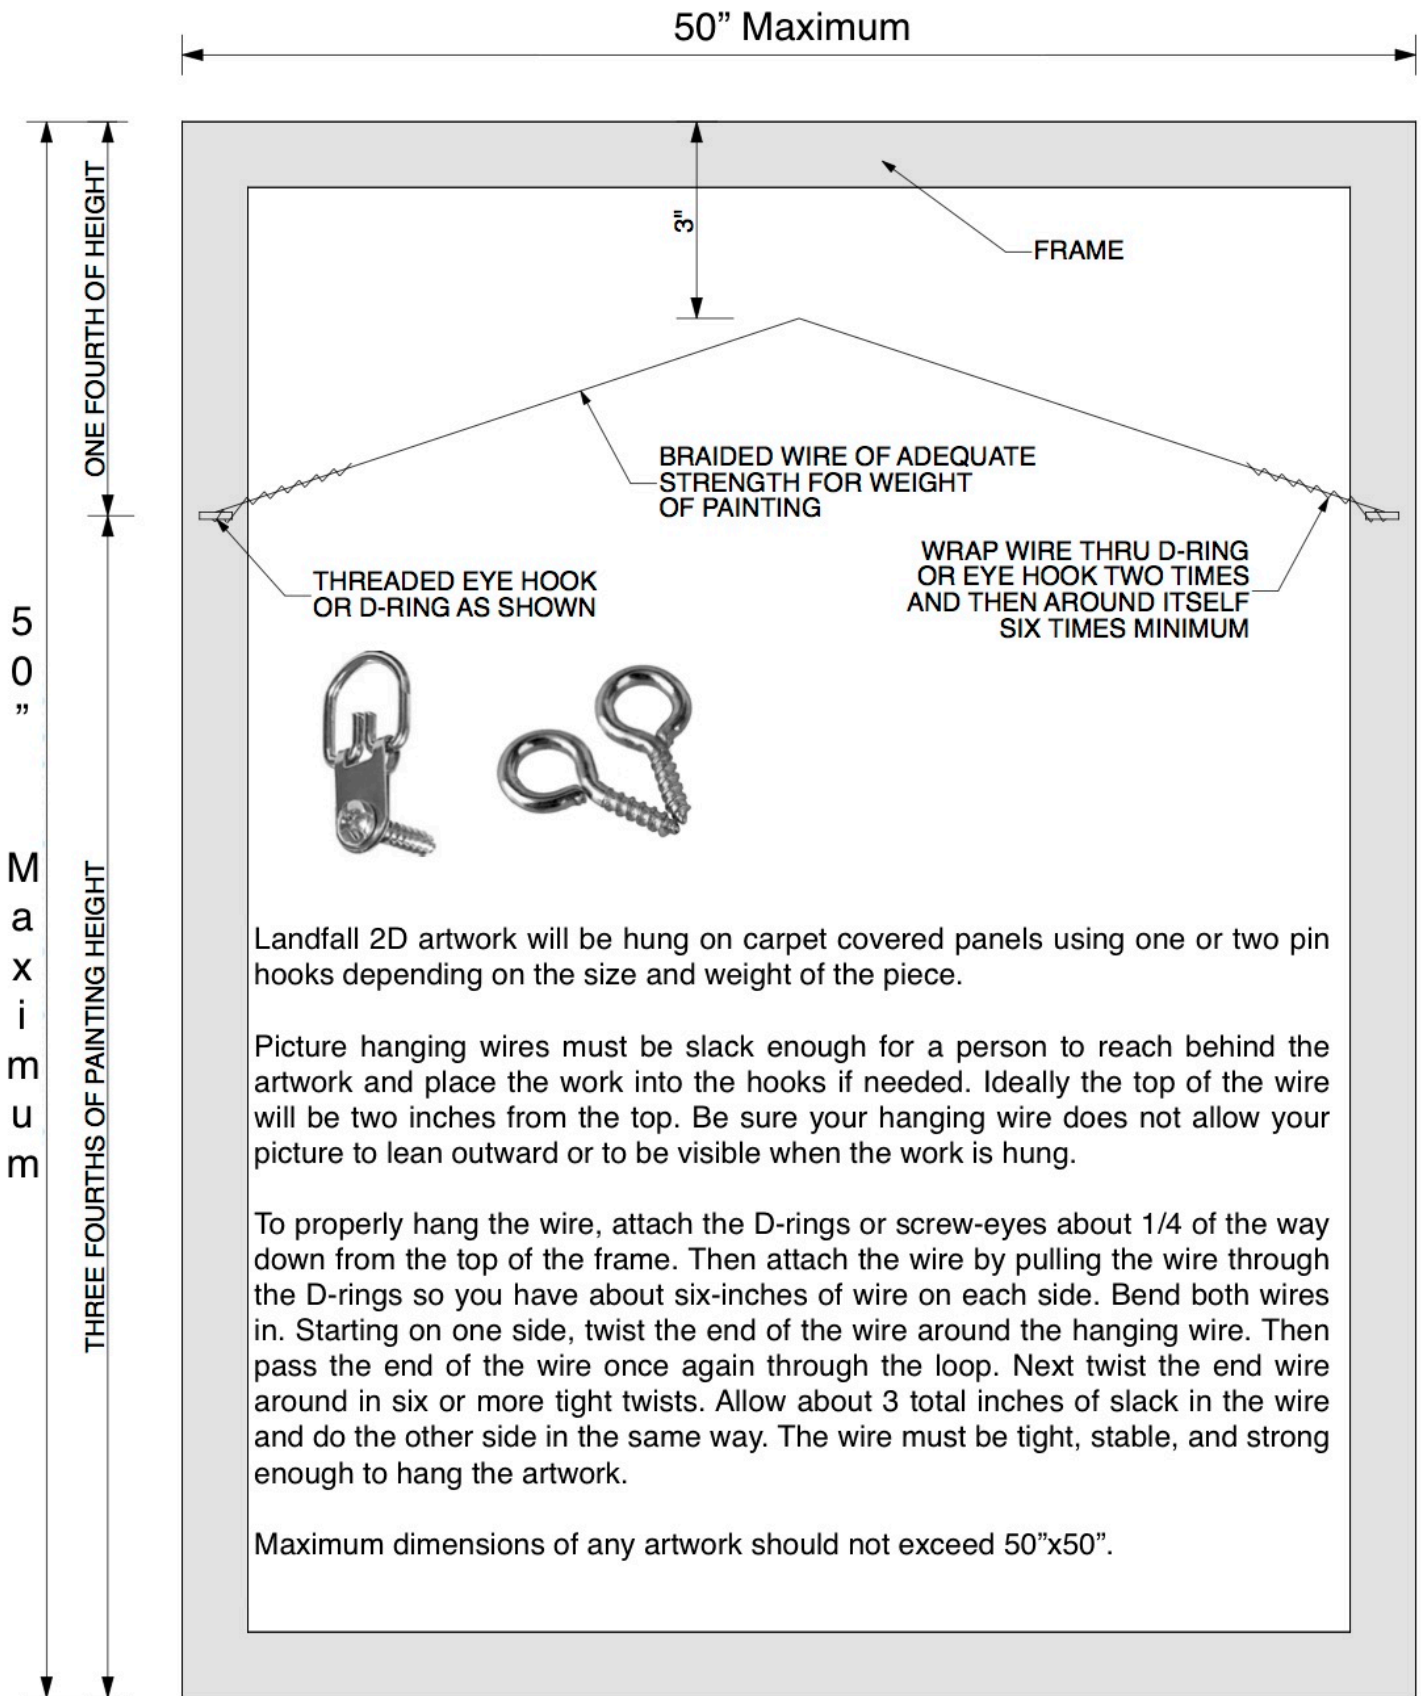 50” Maximum
ONE FOURTH OF HEIGHT
3"
FRAME
BRAIDED WIRE OF ADEQUATE
STRENGTH FOR WEIGHT
OF PAINTING
WRAP WIRE THRU D-RING
OR EYE HOOK TWO TIMES
AND THEN AROUND ITSELF
SIX TIMES MINIMUM
THREADED EYE HOOK
OR D-RING AS SHOWN
50” Maximum
THREE FOURTHS OF PAINTING HEIGHT
Landfall 2D artwork will be hung on carpet covered panels using one or two pin
hooks depending on the size and weight of the piece.
Picture hanging wires must be slack enough for a person to reach behind the
artwork and place the work into the hooks if needed. Ideally the top of the wire
will be two inches from the top. Be sure your hanging wire does not allow your
picture to lean outward or to be visible when the work is hung.
To properly hang the wire, attach the D-rings or screw-eyes about 1/4 of the way
down from the top of the frame. Then attach the wire by pulling the wire through
the D-rings so you have about six-inches of wire on each side. Bend both wires
in. Starting on one side, twist the end of the wire around the hanging wire. Then
pass the end of the wire once again through the loop. Next twist the end wire
around in six or more tight twists. Allow about 3 total inches of slack in the wire
and do the other side in the same way. The wire must be tight, stable, and strong
enough to hang the artwork.
Maximum dimensions of any artwork should not exceed 50”x50”.